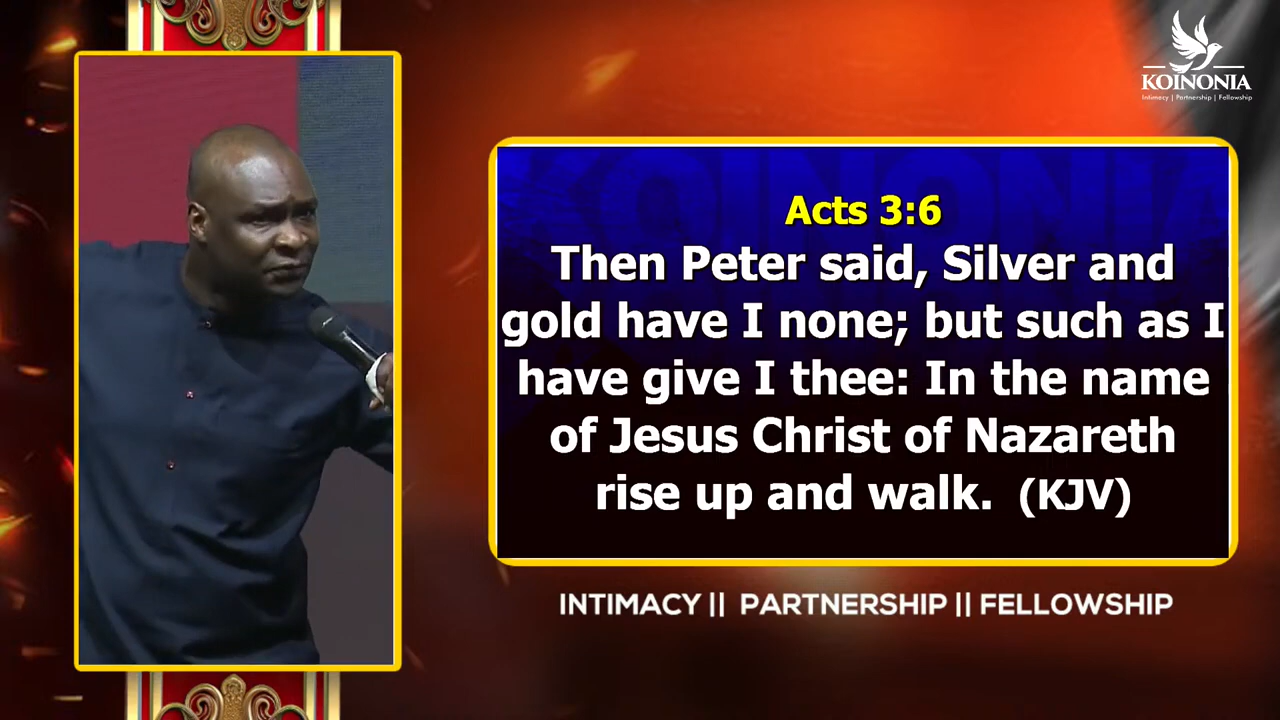 KOINONIA
Intimacy | Partnership | Fellowship
Acts 3:6
Then Peter said, Silver and
gold have I none; but such as I
have give I thee: In the name
of Jesus Christ of Nazareth
rise up and walk. (KJV)
INTIMACY || PARTNERSHIP || FELLOWSHIP
KOINONIA